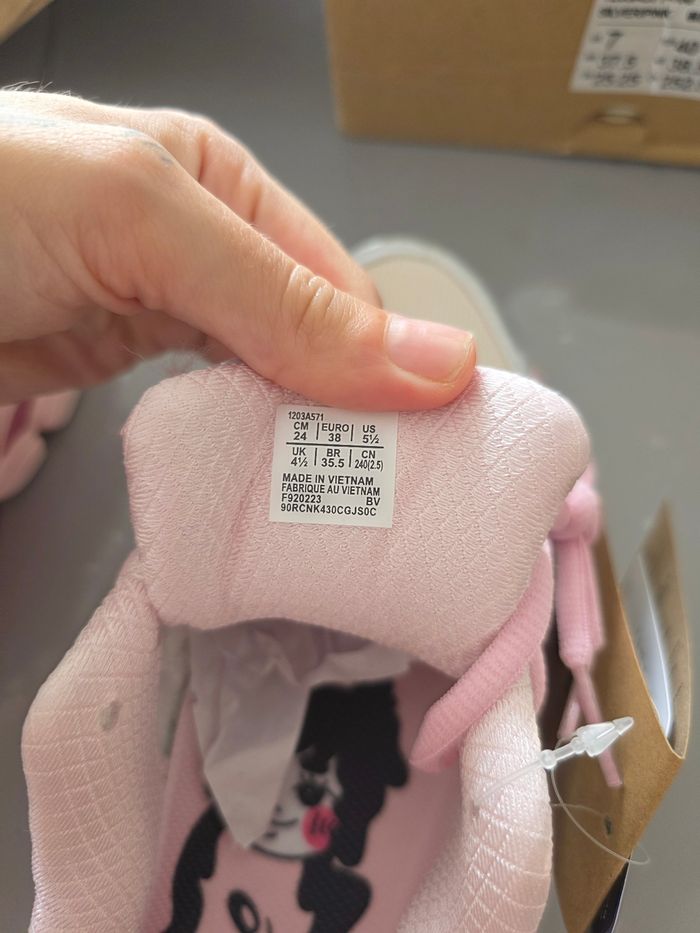 7
1203A571
CM EURO US
24 38 5½
UK BR CN
4½ 35.5 240(2.5)
MADE IN VIETNAM
FABRIQUE AU VIETNAM
F920223 BV
90RCNK430CGJS0C